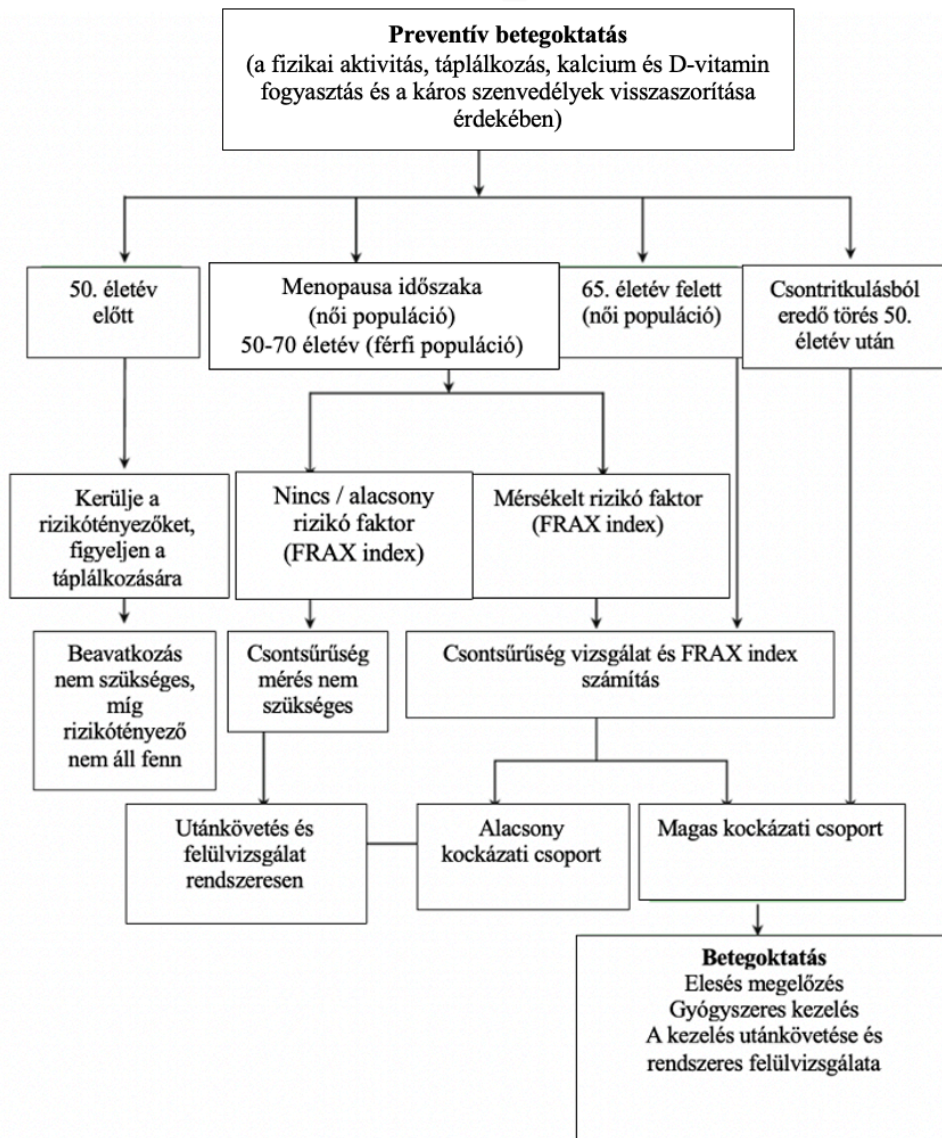 Preventív betegoktatás
(a fizikai aktivitás, táplálkozás, kalcium és D-vitamin
fogyasztás és a káros szenvedélyek visszaszorítása
érdekében)
50. életév
előtt
Menopausa időszaka
(női populáció)
50-70 életév (férfi populáció)
65. életév felett
(női populáció)
Csontritkulásból
eredő törés 50.
életév után
Kerülje a
rizikótényezőket,
figyeljen a
táplálkozására
Nincs / alacsony
rizikó faktor
(FRAX index)
Mérsékelt rizikó faktor
(FRAX index)
Beavatkozás
nem szükséges,
míg
rizikótényező
nem áll fenn
Csontsűrűség
mérés nem
szükséges
Csontsűrűség vizsgálat és FRAX index
számítás
Utánkövetés és
felülvizsgálat
rendszeresen
Alacsony
kockázati csoport
Magas kockázati csoport
Betegoktatás
Elesés megelőzés
Gyógyszeres kezelés
A kezelés utánkövetése és
rendszeres felülvizsgálata